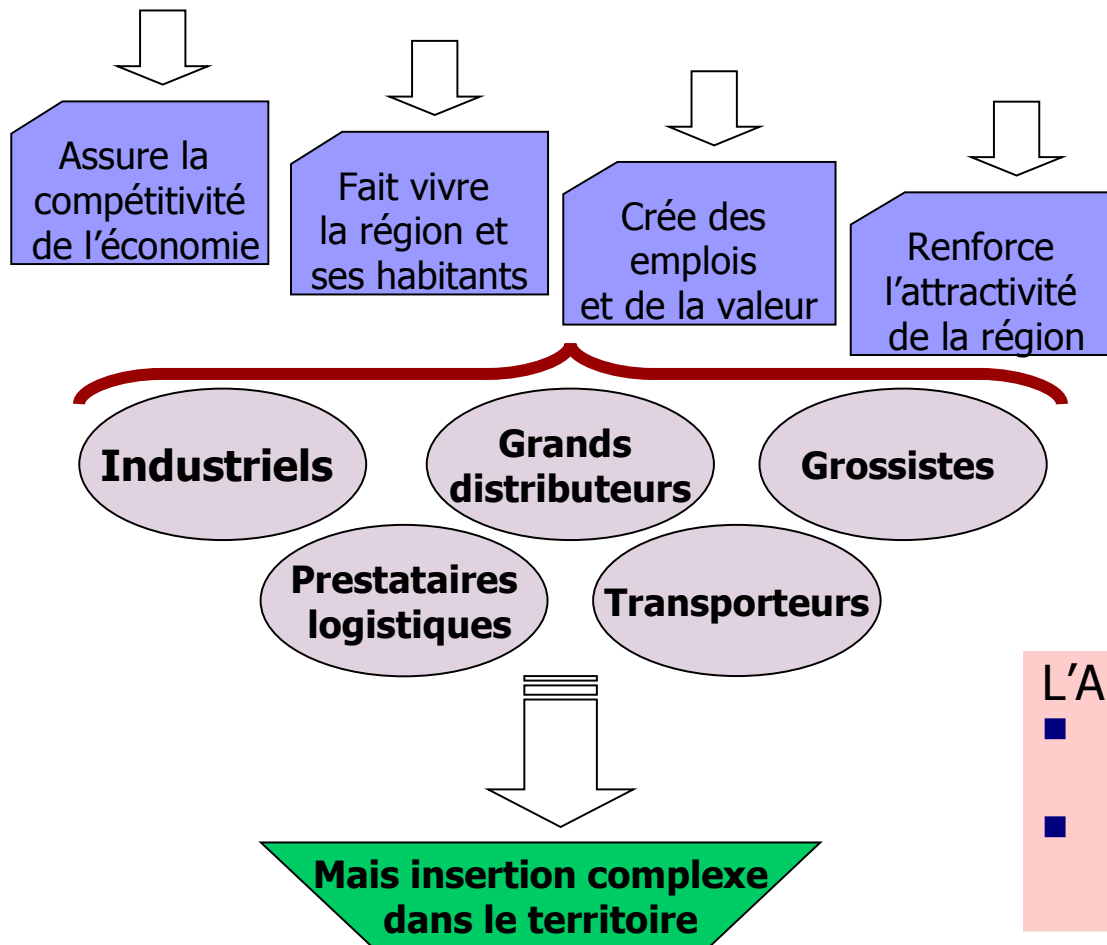 Assure la
compétitivité
de l’économie
Fait vivre
la région et
ses habitants
Crée des
emplois
et de la valeur
Renforce
l’attractivité
de la région
Industriels
Grands
distributeurs
Grossistes
Prestataires
logistiques
Transporteurs
L’A
Mais insertion complexe
dans le territoire